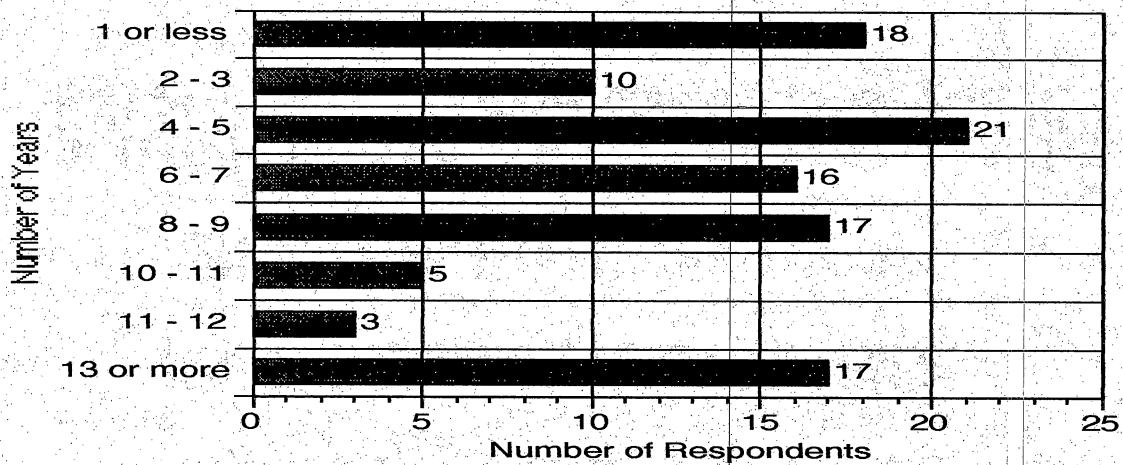 1 or less 18
2 - 3 10
4 - 5 21
6 - 7 16
8 - 9 17
10 - 11 5
11 - 12 3
13 or more 17
0 5 10 15 20 25
Number of Respondents
Number of Years